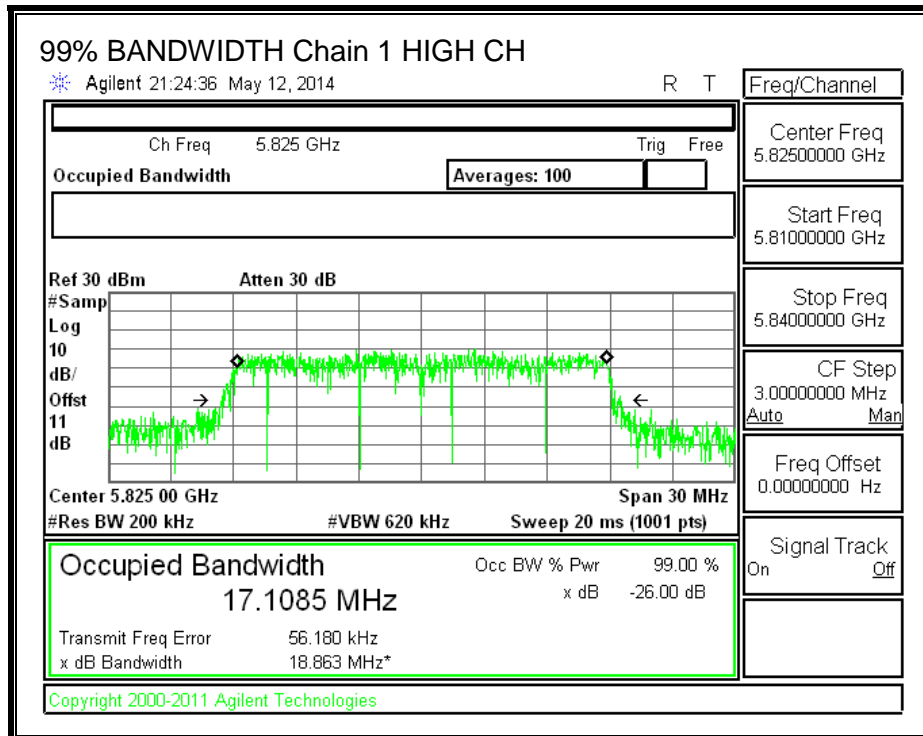 99% BANDWIDTH Chain 1 HIGH CH
Agilent 21:24:36 May 12, 2014 R T
Freq/Channel
Ch Freq 5.825 GHz Trig Free
Occupied Bandwidth Averages: 100
Center Freq
5.82500000 GHz
Start Freq
5.81000000 GHz
Stop Freq
5.84000000 GHz
CF Step
3.00000000 MHz
Auto Man
Freq Offset
0.00000000 Hz
Signal Track
On Off
Ref 30 dBm Atten 30 dB
#Samp
Log
10
dB/
Offst
11
dB
Center 5.825 00 GHz Span 30 MHz
#Res BW 200 kHz #VBW 620 kHz Sweep 20 ms (1001 pts)
Occupied Bandwidth Occ BW % Pwr 99.00 %
17.1085 MHz x dB -26.00 dB
Transmit Freq Error 56.180 kHz
x dB Bandwidth 18.863 MHz*
Copyright 2000-2011 Agilent Technologies